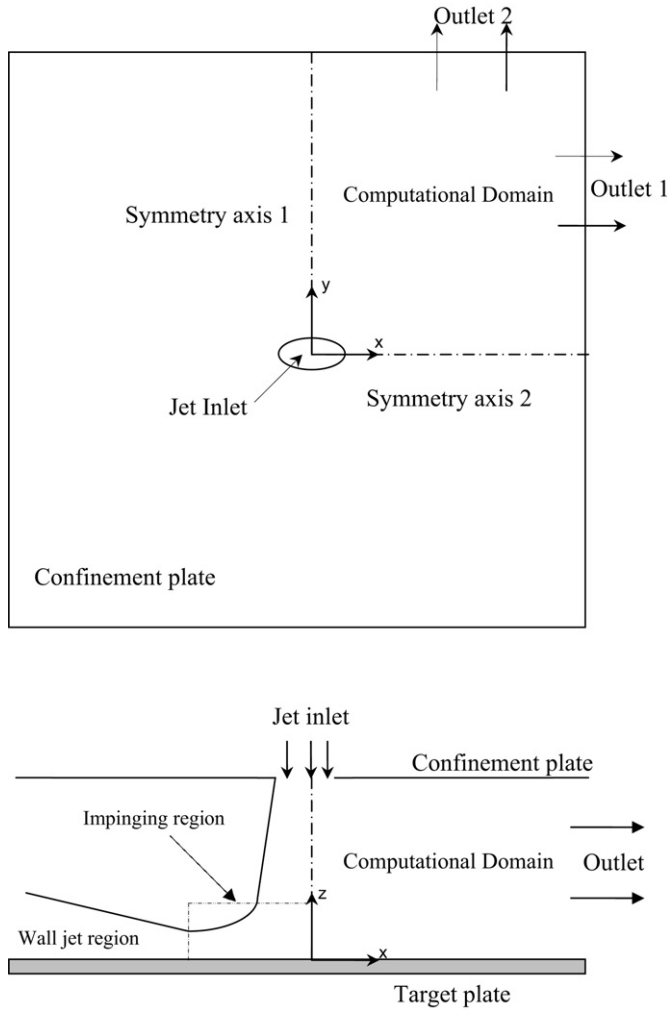 Outlet 2
Computational Domain
Outlet 1
Symmetry axis 1
y
x
Symmetry axis 2
Jet Inlet
Confinement plate
Jet inlet
Confinement plate
Impinging region
Computational Domain
Outlet
z
Wall jet region
x
Target plate